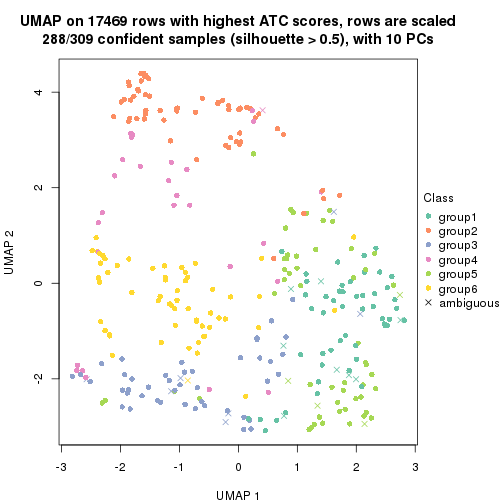 UMAP on 17469 rows with highest ATC scores, rows are scaled
288/309 confident samples (silhouette > 0.5), with 10 PCs
4
2
0
-2
UMAP 2
-3
-2
-1
0
1
2
3
UMAP 1
Class
group1
group2
group3
group4
group5
group6
ambiguous